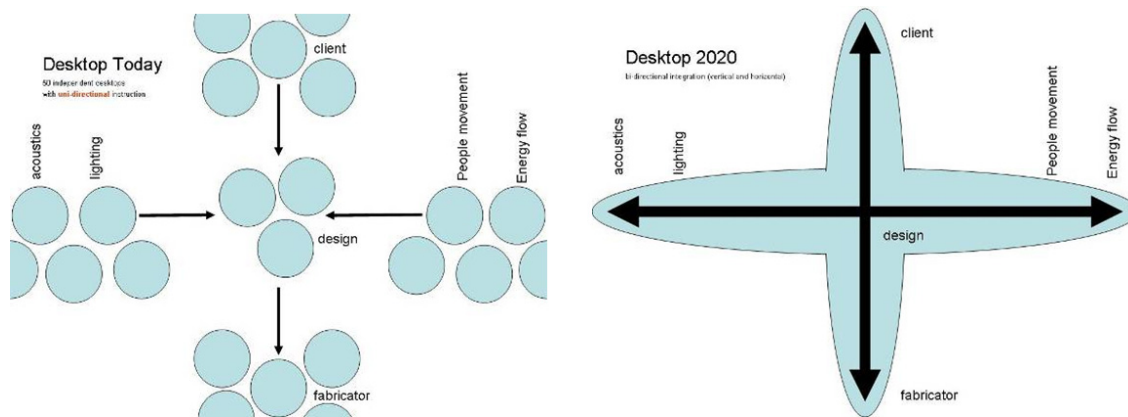 Desktop Today
50 independent desktops
with uni-directional instruction
client
acoustics
lighting
People movement
Energy flow
design
fabricator
Desktop 2020
bi-directional integration (vertical and horizontal)
client
acoustics
lighting
People movement
Energy flow
design
fabricator